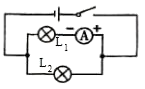 − +
L₁ A
L₂